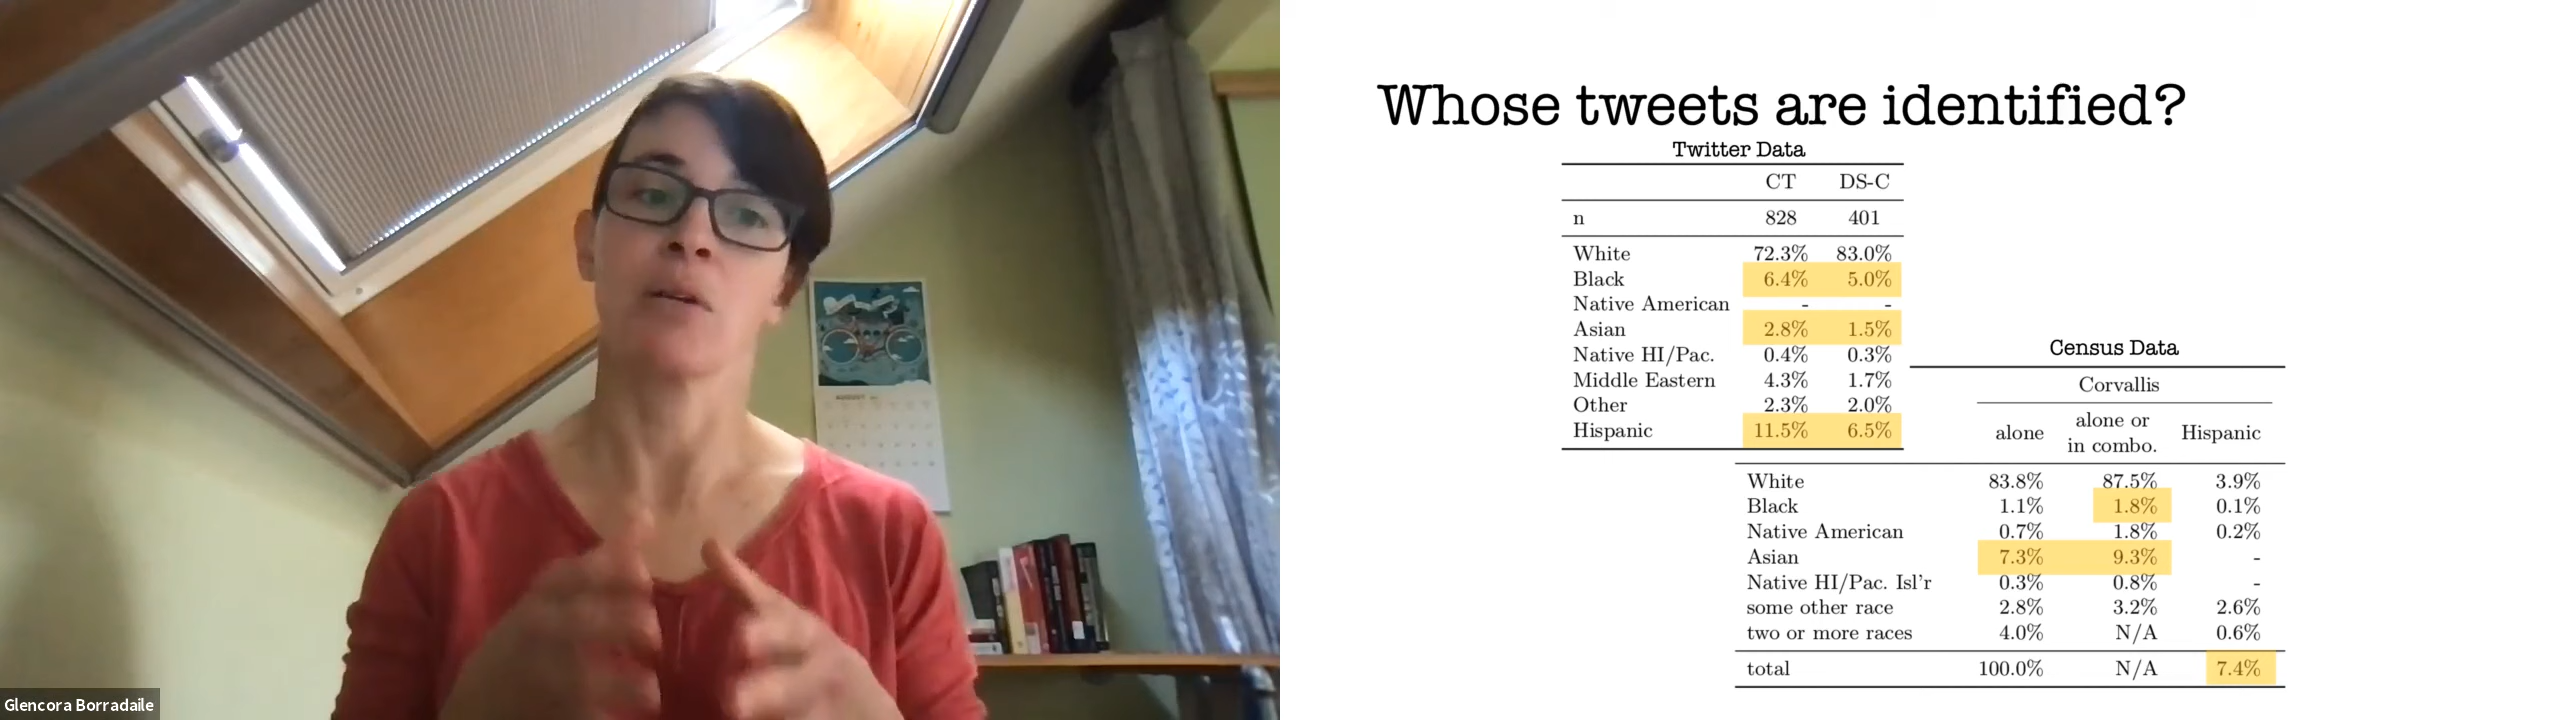 Glencora Borradaile
Whose tweets are identified?
Twitter Data
CT DS-C
n 828 401
White 72.3% 83.0%
Black 6.4% 5.0%
Native American - -
Asian 2.8% 1.5%
Native HI/Pac. 0.4% 0.3%
Middle Eastern 4.3% 1.7%
Other 2.3% 2.0%
Hispanic 11.5% 6.5%
Census Data
Corvallis
alone alone or in combo. Hispanic
White 83.8% 87.5% 3.9%
Black 1.1% 1.8% 0.1%
Native American 0.7% 1.8% 0.2%
Asian 7.3% 9.3% -
Native HI/Pac. Isl'r 0.3% 0.8% -
some other race 2.8% 3.2% 2.6%
two or more races 4.0% N/A 0.6%
total 100.0% N/A 7.4%
AUGUST